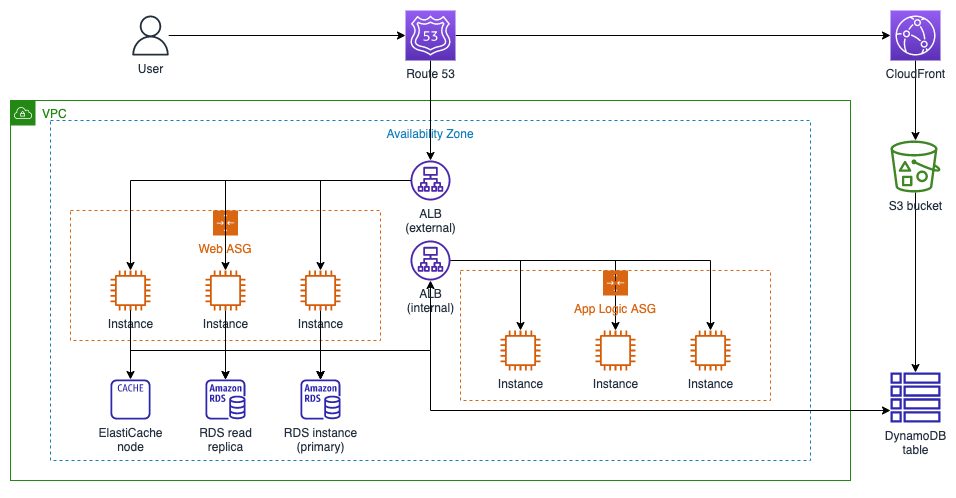 53
User
Route 53
CloudFront
VPC
Availability Zone
ALB
(external)
S3 bucket
Web ASG
ALB
(internal)
App Logic ASG
Instance
Instance
Instance
Instance
Instance
Instance
CACHE
Amazon
RDS
Amazon
RDS
ElastiCache
node
RDS read
replica
RDS instance
(primary)
DynamoDB
table